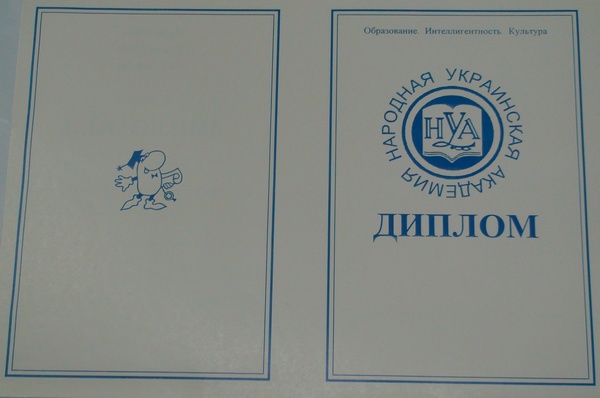 Образование Интеллигентность Культура
НАРОДНАЯ УКРАИНСКАЯ АКАДЕМИЯ
НУА
ДИПЛОМ